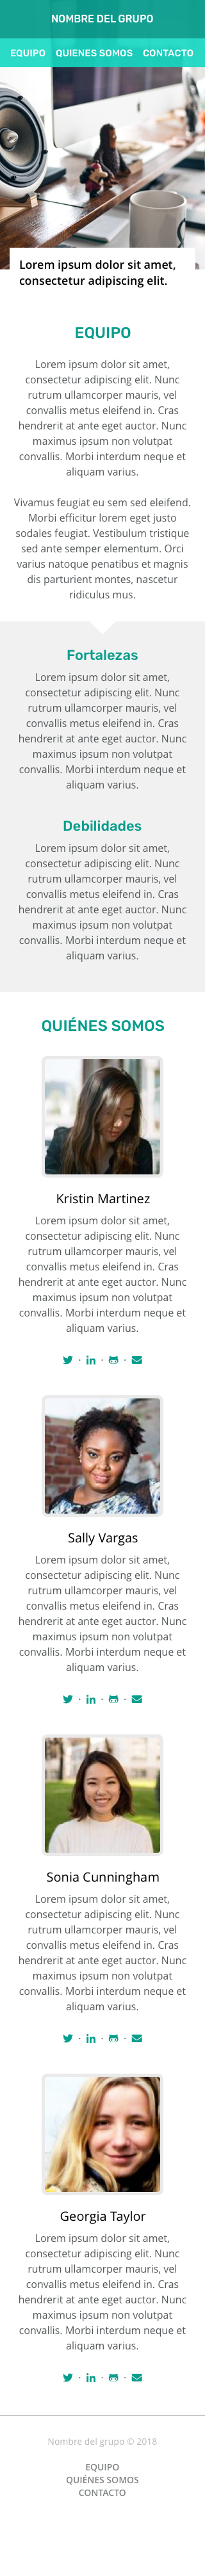 NOMBRE DEL GRUPO
EQUIPO QUIENES SOMOS CONTACTO
Lorem ipsum dolor sit amet,
consectetur adipiscing elit.
EQUIPO
Lorem ipsum dolor sit amet,
consectetur adipiscing elit. Nunc
rutrum ullamcorper mauris, vel
convallis metus eleifend in. Cras
hendrerit at ante eget auctor. Nunc
maximus ipsum non volutpat
convallis. Morbi interdum neque et
aliquam varius.
Vivamus feugiat eu sem sed eleifend.
Morbi efficitur lorem eget justo
sodales feugiat. Vestibulum tristique
sed ante semper elementum. Orci
varius natoque penatibus et magnis
dis parturient montes, nascetur
ridiculus mus.
Fortalezas
Lorem ipsum dolor sit amet,
consectetur adipiscing elit. Nunc
rutrum ullamcorper mauris, vel
convallis metus eleifend in. Cras
hendrerit at ante eget auctor. Nunc
maximus ipsum non volutpat
convallis. Morbi interdum neque et
aliquam varius.
Debilidades
Lorem ipsum dolor sit amet,
consectetur adipiscing elit. Nunc
rutrum ullamcorper mauris, vel
convallis metus eleifend in. Cras
hendrerit at ante eget auctor. Nunc
maximus ipsum non volutpat
convallis. Morbi interdum neque et
aliquam varius.
QUIÉNES SOMOS
Kristin Martinez
Lorem ipsum dolor sit amet,
consectetur adipiscing elit. Nunc
rutrum ullamcorper mauris, vel
convallis metus eleifend in. Cras
hendrerit at ante eget auctor. Nunc
maximus ipsum non volutpat
convallis. Morbi interdum neque et
aliquam varius.
Sally Vargas
Lorem ipsum dolor sit amet,
consectetur adipiscing elit. Nunc
rutrum ullamcorper mauris, vel
convallis metus eleifend in. Cras
hendrerit at ante eget auctor. Nunc
maximus ipsum non volutpat
convallis. Morbi interdum neque et
aliquam varius.
Sonia Cunningham
Lorem ipsum dolor sit amet,
consectetur adipiscing elit. Nunc
rutrum ullamcorper mauris, vel
convallis metus eleifend in. Cras
hendrerit at ante eget auctor. Nunc
maximus ipsum non volutpat
convallis. Morbi interdum neque et
aliquam varius.
Georgia Taylor
Lorem ipsum dolor sit amet,
consectetur adipiscing elit. Nunc
rutrum ullamcorper mauris, vel
convallis metus eleifend in. Cras
hendrerit at ante eget auctor. Nunc
maximus ipsum non volutpat
convallis. Morbi interdum neque et
aliquam varius.
Nombre del grupo © 2018
EQUIPO
QUIÉNES SOMOS
CONTACTO